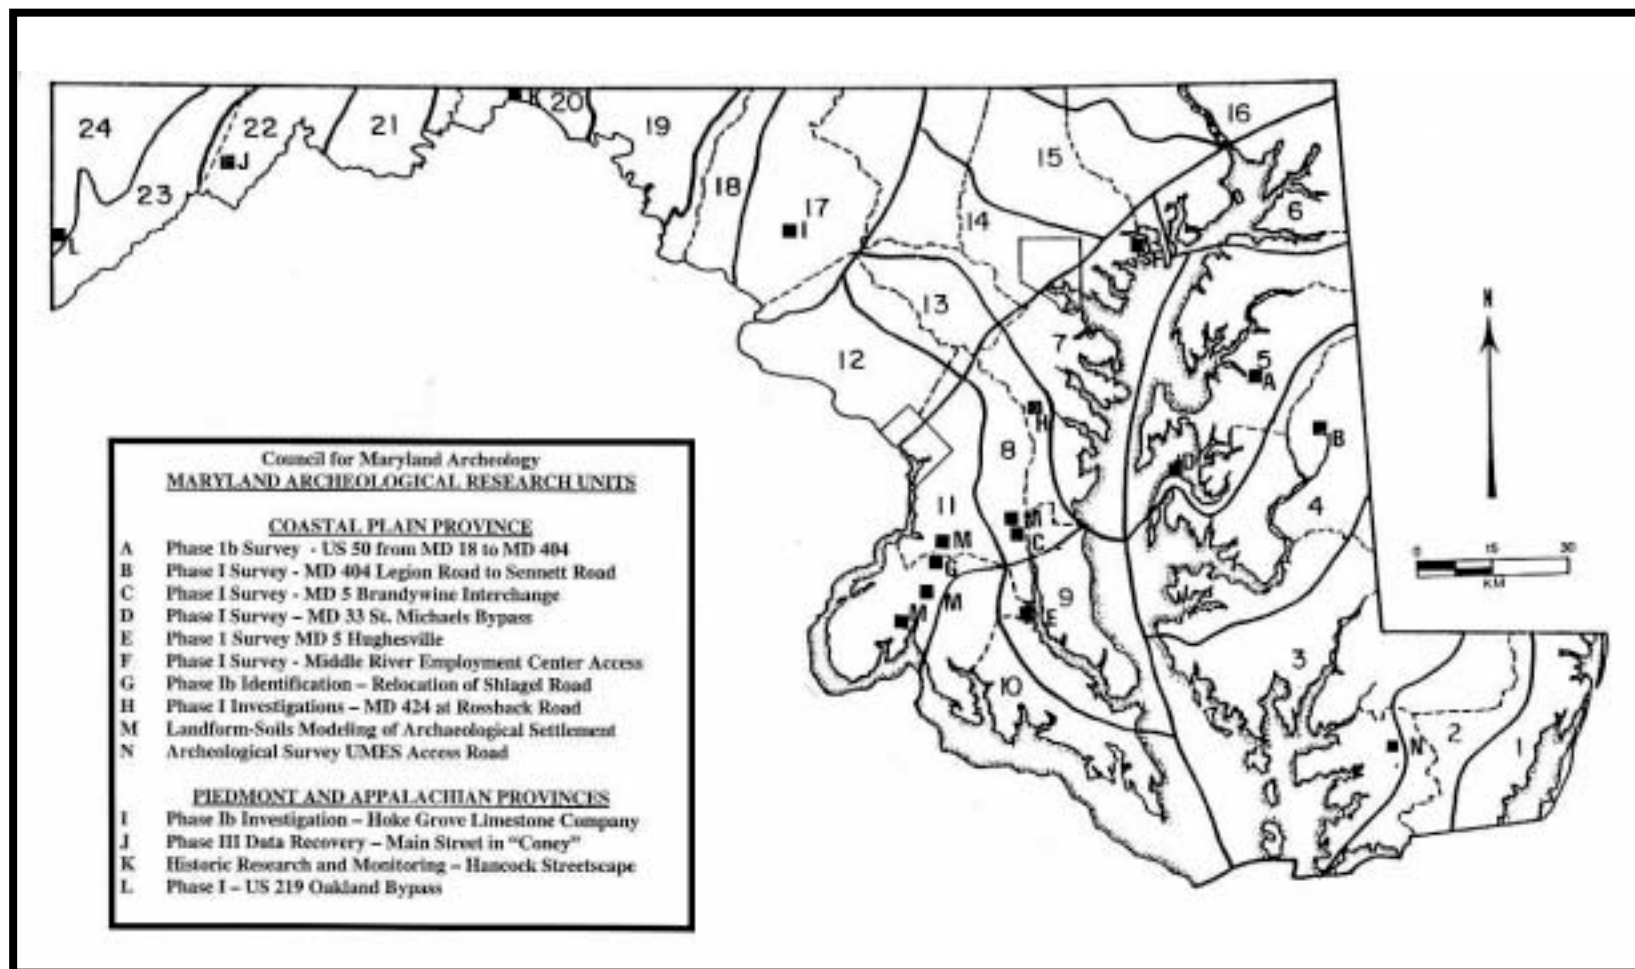 24
23
22
21
20
19
18
17
16
15
14
13
12
11
10
9
8
7
6
5
4
3
2
1
J
K
L
I
A
B
D
H
M
C
M
G
M
M
E
N
N
0 15 30
KM
Council for Maryland Archeology
MARYLAND ARCHEOLOGICAL RESEARCH UNITS
COASTAL PLAIN PROVINCE
A Phase 1b Survey - US 50 from MD 18 to MD 404
B Phase I Survey - MD 404 Legion Road to Sennett Road
C Phase I Survey - MD 5 Brandywine Interchange
D Phase I Survey – MD 33 St. Michaels Bypass
E Phase 1 Survey MD 5 Hughesville
F Phase I Survey - Middle River Employment Center Access
G Phase Ib Identification – Relocation of Shlagel Road
H Phase I Investigations – MD 424 at Rossback Road
M Landform-Soils Modeling of Archaeological Settlement
N Archeological Survey UMES Access Road
PIEDMONT AND APPALACHIAN PROVINCES
I Phase Ib Investigation – Hoke Grove Limestone Company
J Phase III Data Recovery – Main Street in “Coney”
K Historic Research and Monitoring – Hancock Streetscape
L Phase I – US 219 Oakland Bypass